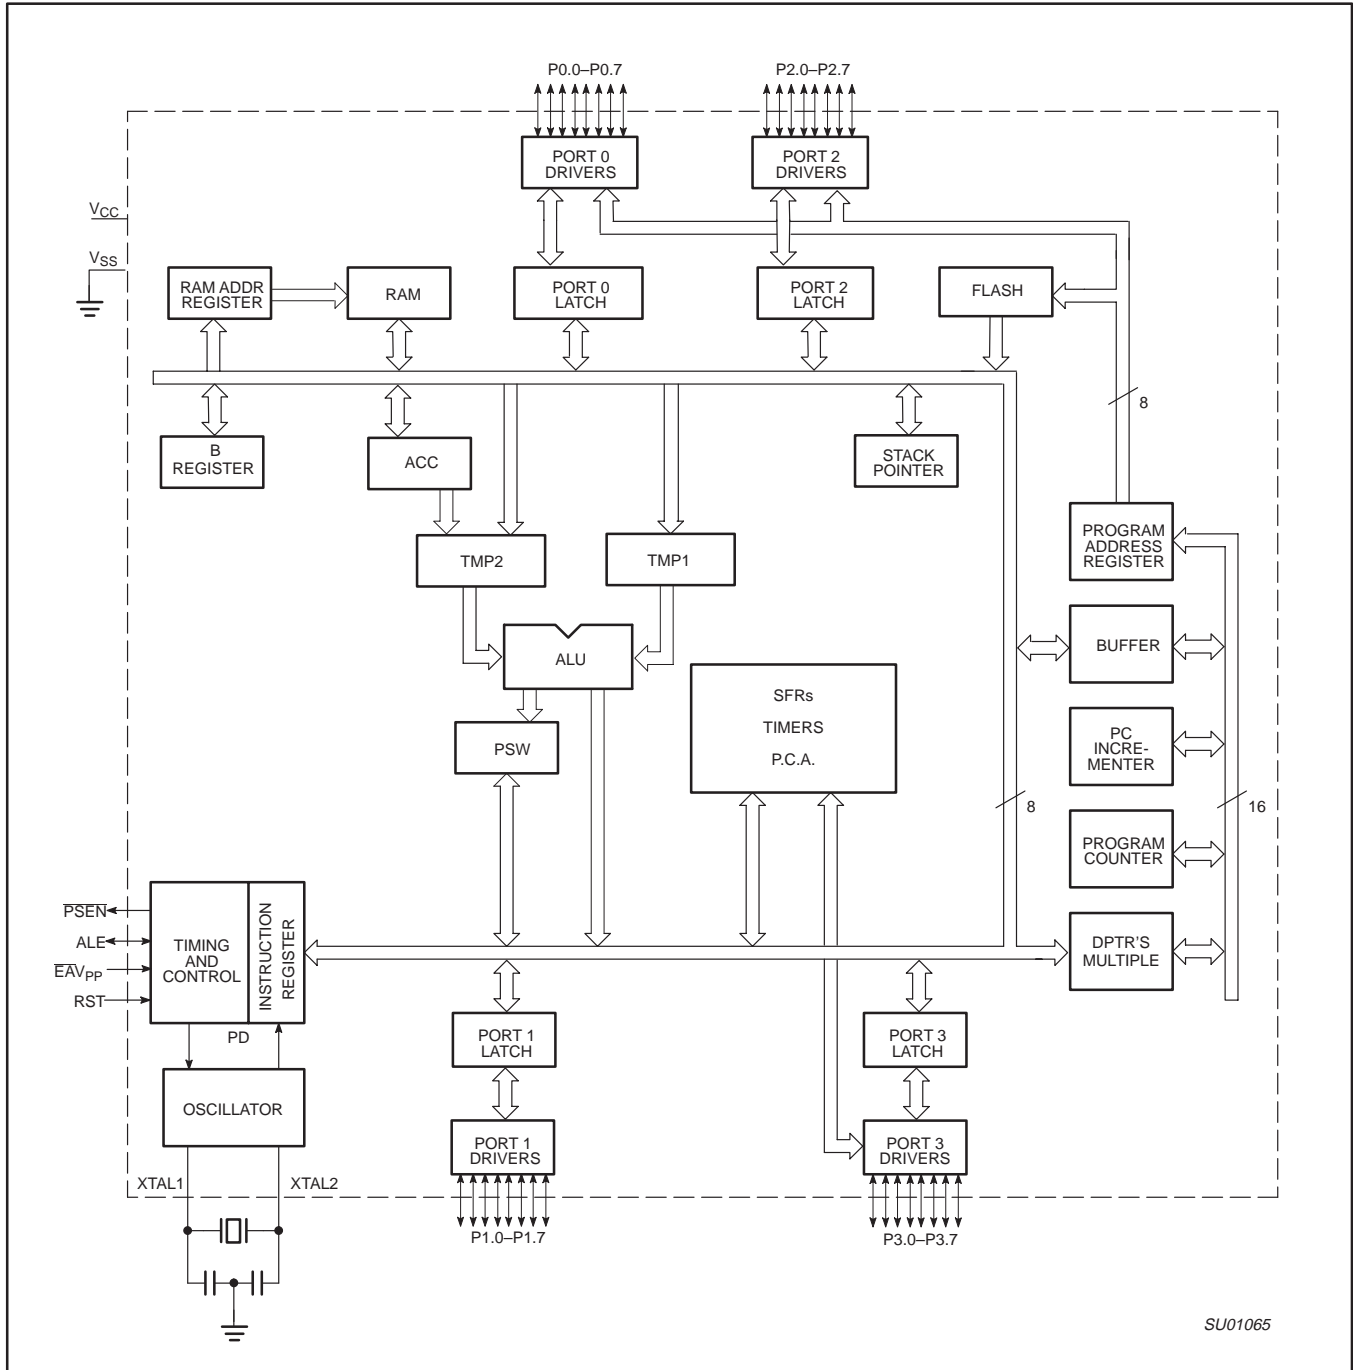 P0.0–P0.7
P2.0–P2.7
PORT 0
DRIVERS
PORT 2
DRIVERS
VCC
VSS
RAM ADDR
REGISTER
RAM
PORT 0
LATCH
PORT 2
LATCH
FLASH
8
B
REGISTER
ACC
STACK
POINTER
PROGRAM
ADDRESS
REGISTER
TMP2
TMP1
BUFFER
ALU
SFRs
TIMERS
P.C.A.
PSW
PC
INCRE-
MENTER
8
16
PROGRAM
COUNTER
PSEN
ALE
EAVPP
RST
TIMING
AND
CONTROL
INSTRUCTION
REGISTER
DPTR'S
MULTIPLE
PD
PORT 1
LATCH
PORT 3
LATCH
OSCILLATOR
PORT 1
DRIVERS
PORT 3
DRIVERS
XTAL1
XTAL2
P1.0–P1.7
P3.0–P3.7
SU01065